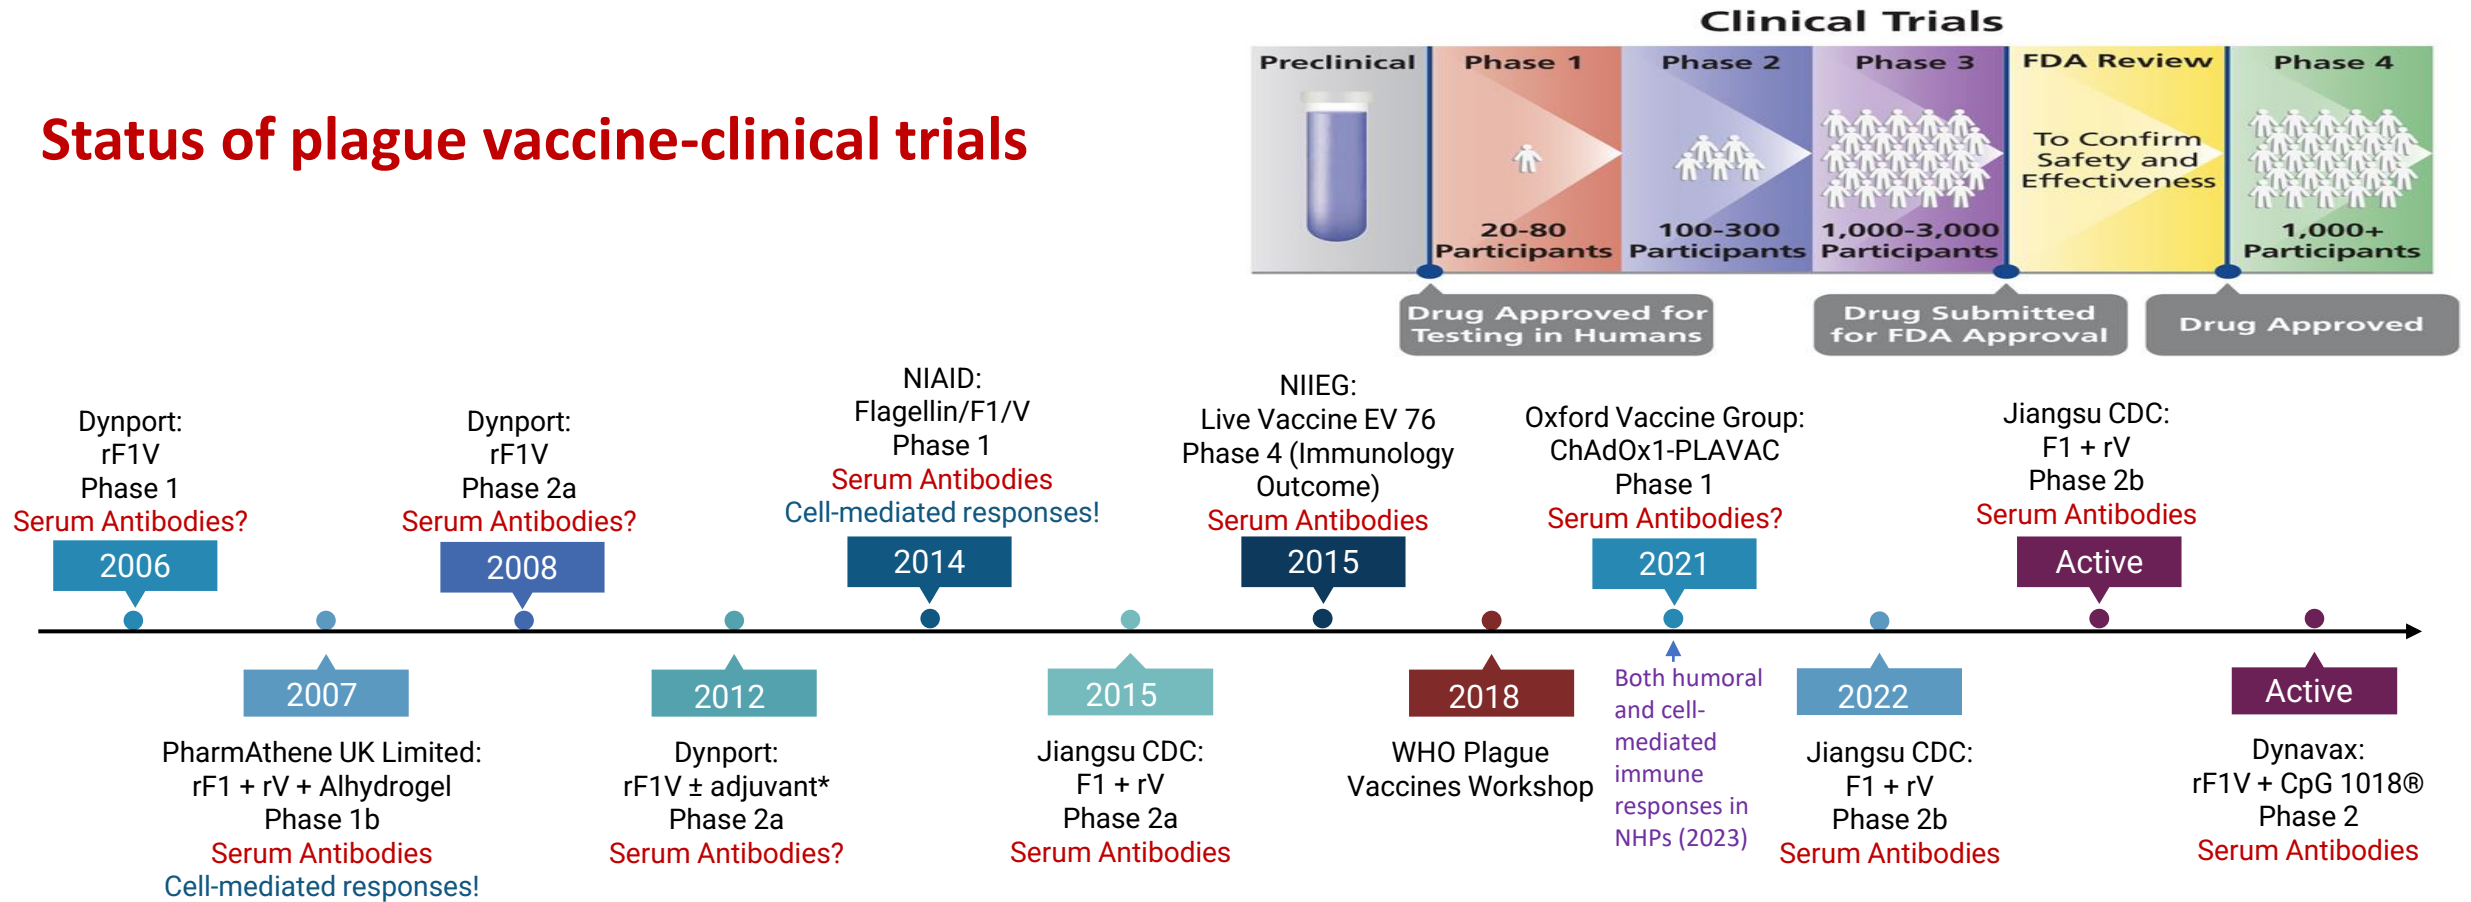 Status of plague vaccine-clinical trials
Clinical Trials
Preclinical
Phase 1
20-80
Participants
Phase 2
100-300
Participants
Phase 3
1,000-3,000
Participants
FDA Review
To Confirm
Safety and
Effectiveness
Phase 4
1,000+
Participants
Drug Approved for
Testing in Humans
Drug Submitted
for FDA Approval
Drug Approved
Dynport:
rF1V
Phase 1
Serum Antibodies?
2006
2007
PharmAthene UK Limited:
rF1 + rV + Alhydrogel
Phase 1b
Serum Antibodies
Cell-mediated responses!
Dynport:
rF1V
Phase 2a
Serum Antibodies?
2008
2012
Dynport:
rF1V ± adjuvant*
Phase 2a
Serum Antibodies?
NIAID:
Flagellin/F1/V
Phase 1
Serum Antibodies
Cell-mediated responses!
2014
2015
Jiangsu CDC:
F1 + rV
Phase 2a
Serum Antibodies
NIIEG:
Live Vaccine EV 76
Phase 4 (Immunology
Outcome)
Serum Antibodies
2015
2018
WHO Plague
Vaccines Workshop
Oxford Vaccine Group:
ChAdOx1-PLAVAC
Phase 1
Serum Antibodies?
2021
Both humoral
and cell-
mediated
immune
responses in
NHPs (2023)
2022
Jiangsu CDC:
F1 + rV
Phase 2b
Serum Antibodies
Jiangsu CDC:
F1 + rV
Phase 2b
Serum Antibodies
Active
Active
Dynavax:
rF1V + CpG 1018®
Phase 2
Serum Antibodies